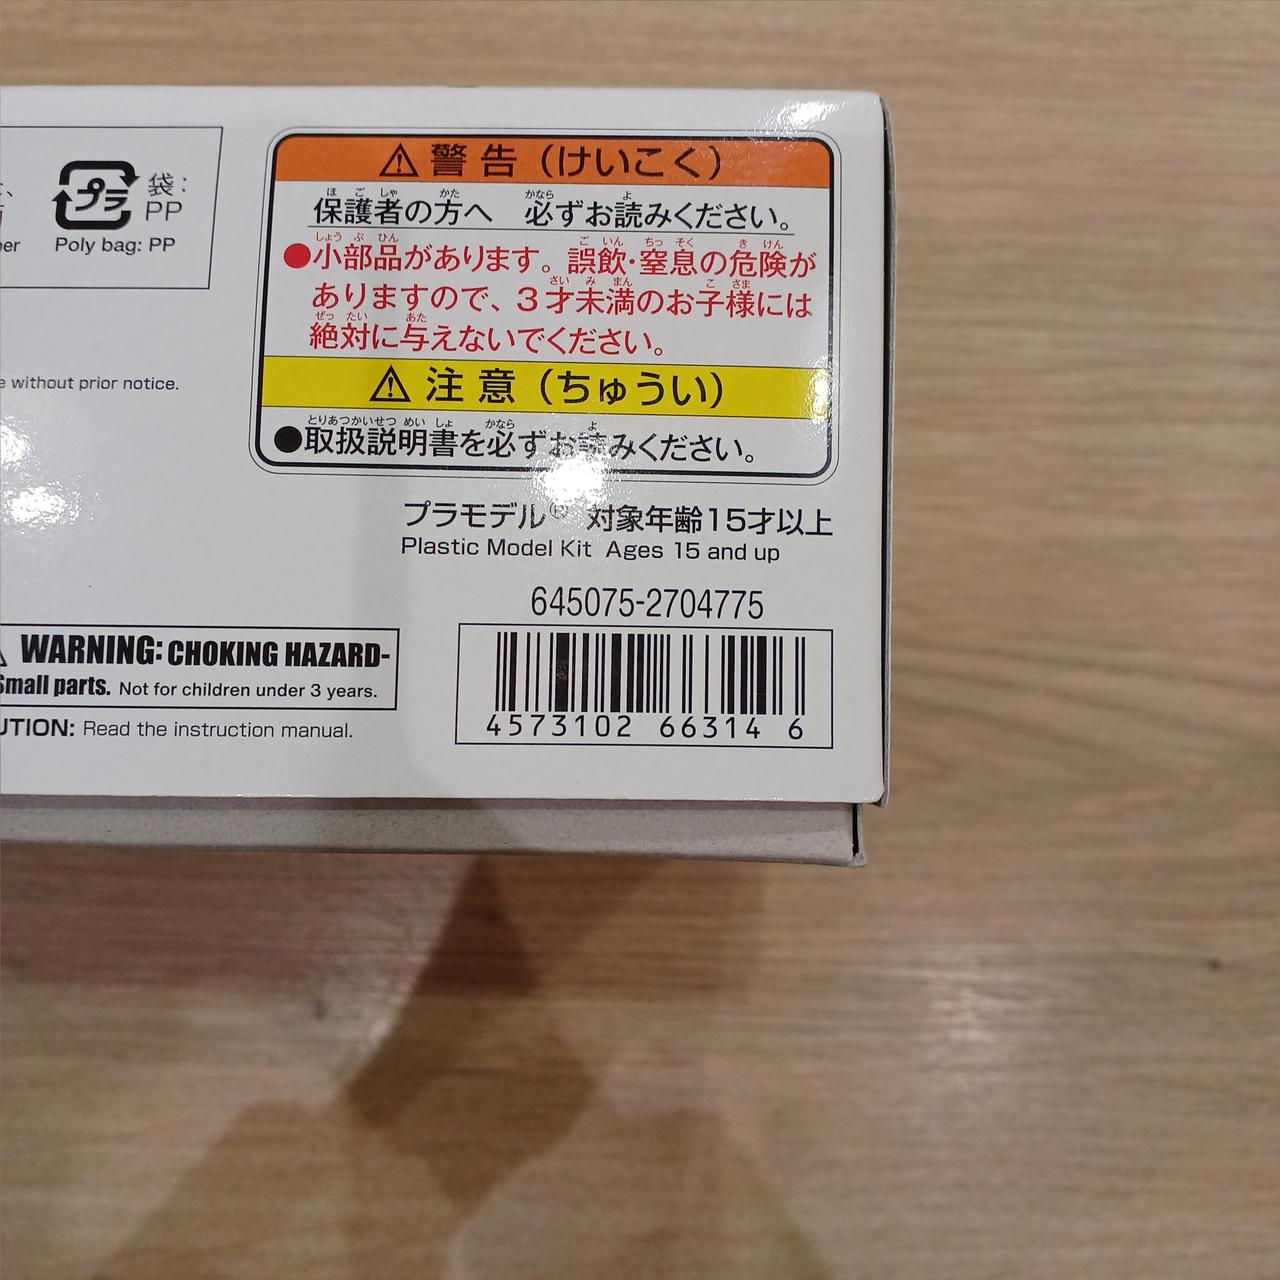 プラ
袋：
PP
Poly bag: PP
e without prior notice.
警告（けいこく）
保護者の方へ 必ずお読みください。
●小部品があります。誤飲・窒息の危険が
ありますので、3才未満のお子様には
絶対に与えないでください。
注意（ちゅうい）
●取扱説明書を必ずお読みください。
プラモデル® 対象年齢15才以上
Plastic Model Kit Ages 15 and up
645075-2704775
4573102 66314 6
WARNING: CHOKING HAZARD-
Small parts. Not for children under 3 years.
UTION: Read the instruction manual.